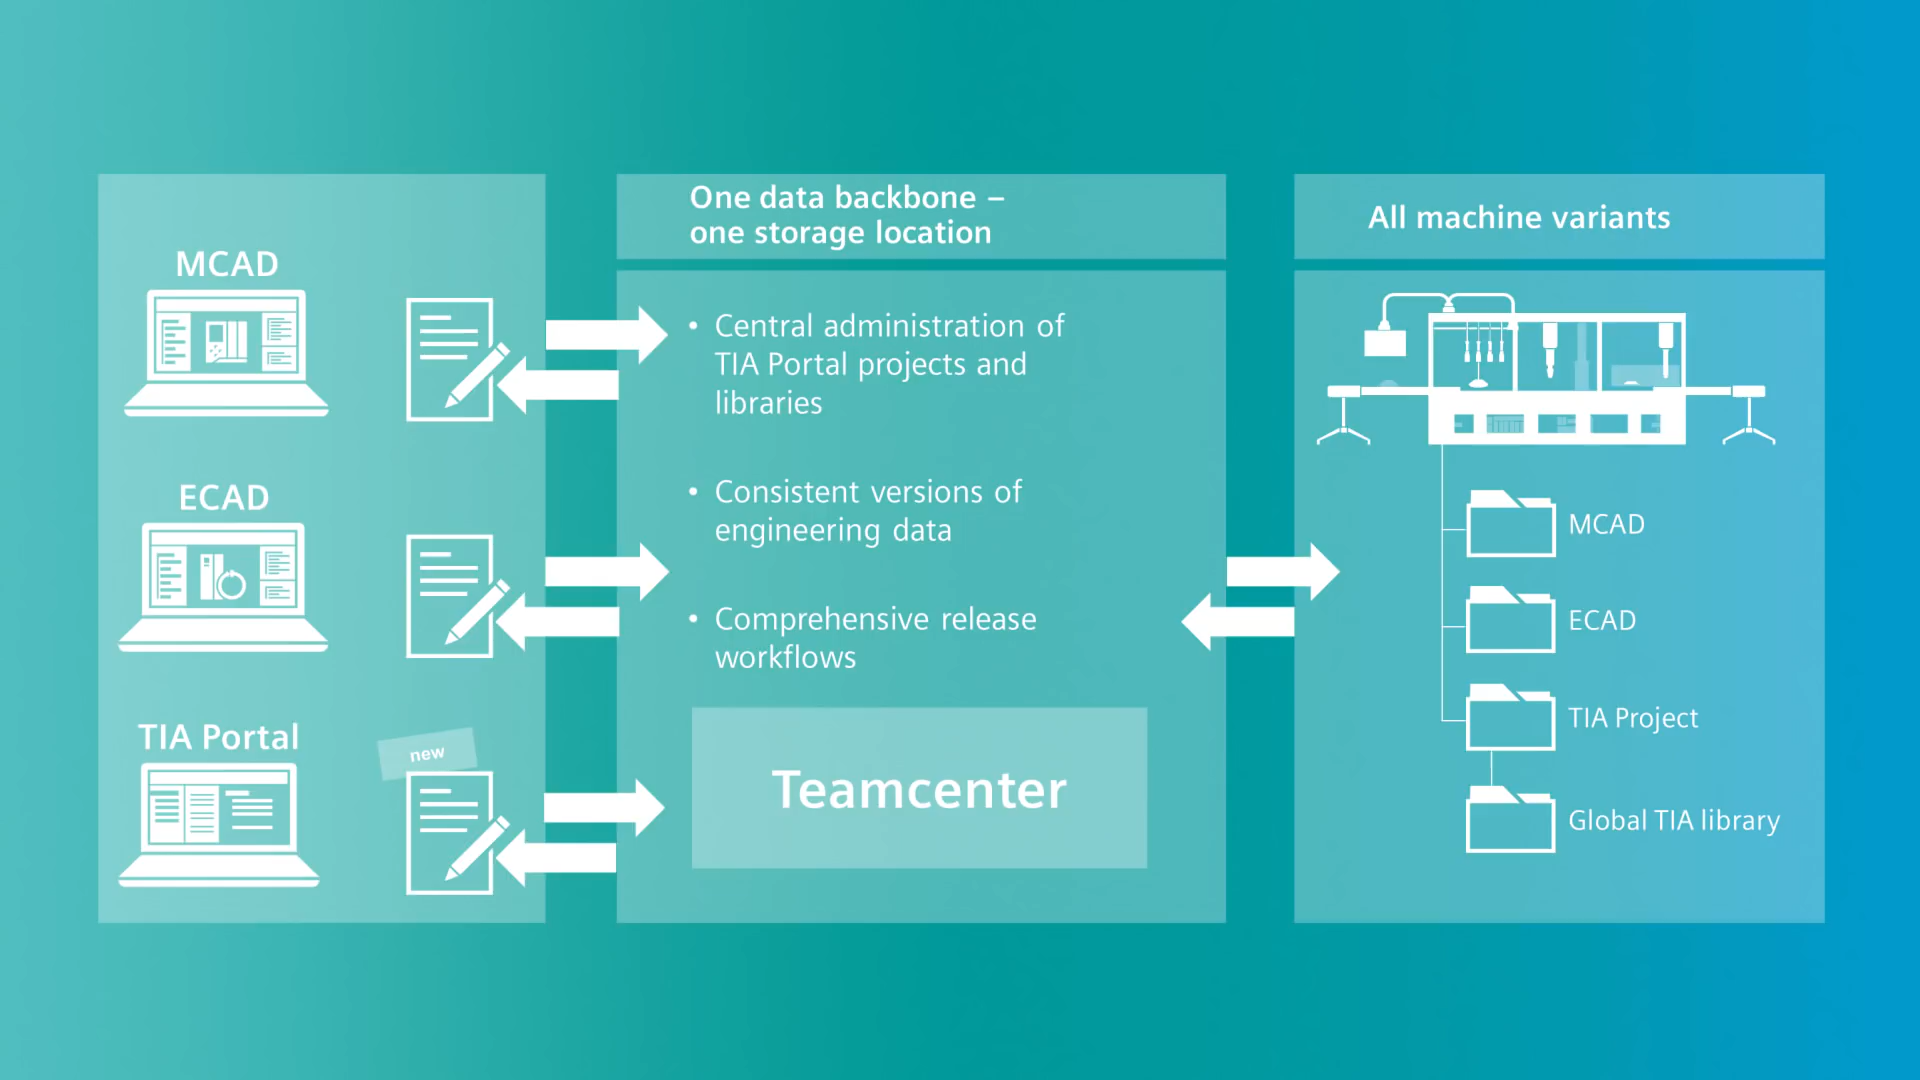 MCAD
ECAD
TIA Portal
new
One data backbone –
one storage location
• Central administration of
TIA Portal projects and
libraries
• Consistent versions of
engineering data
• Comprehensive release
workflows
Teamcenter
All machine variants
MCAD
ECAD
TIA Project
Global TIA library